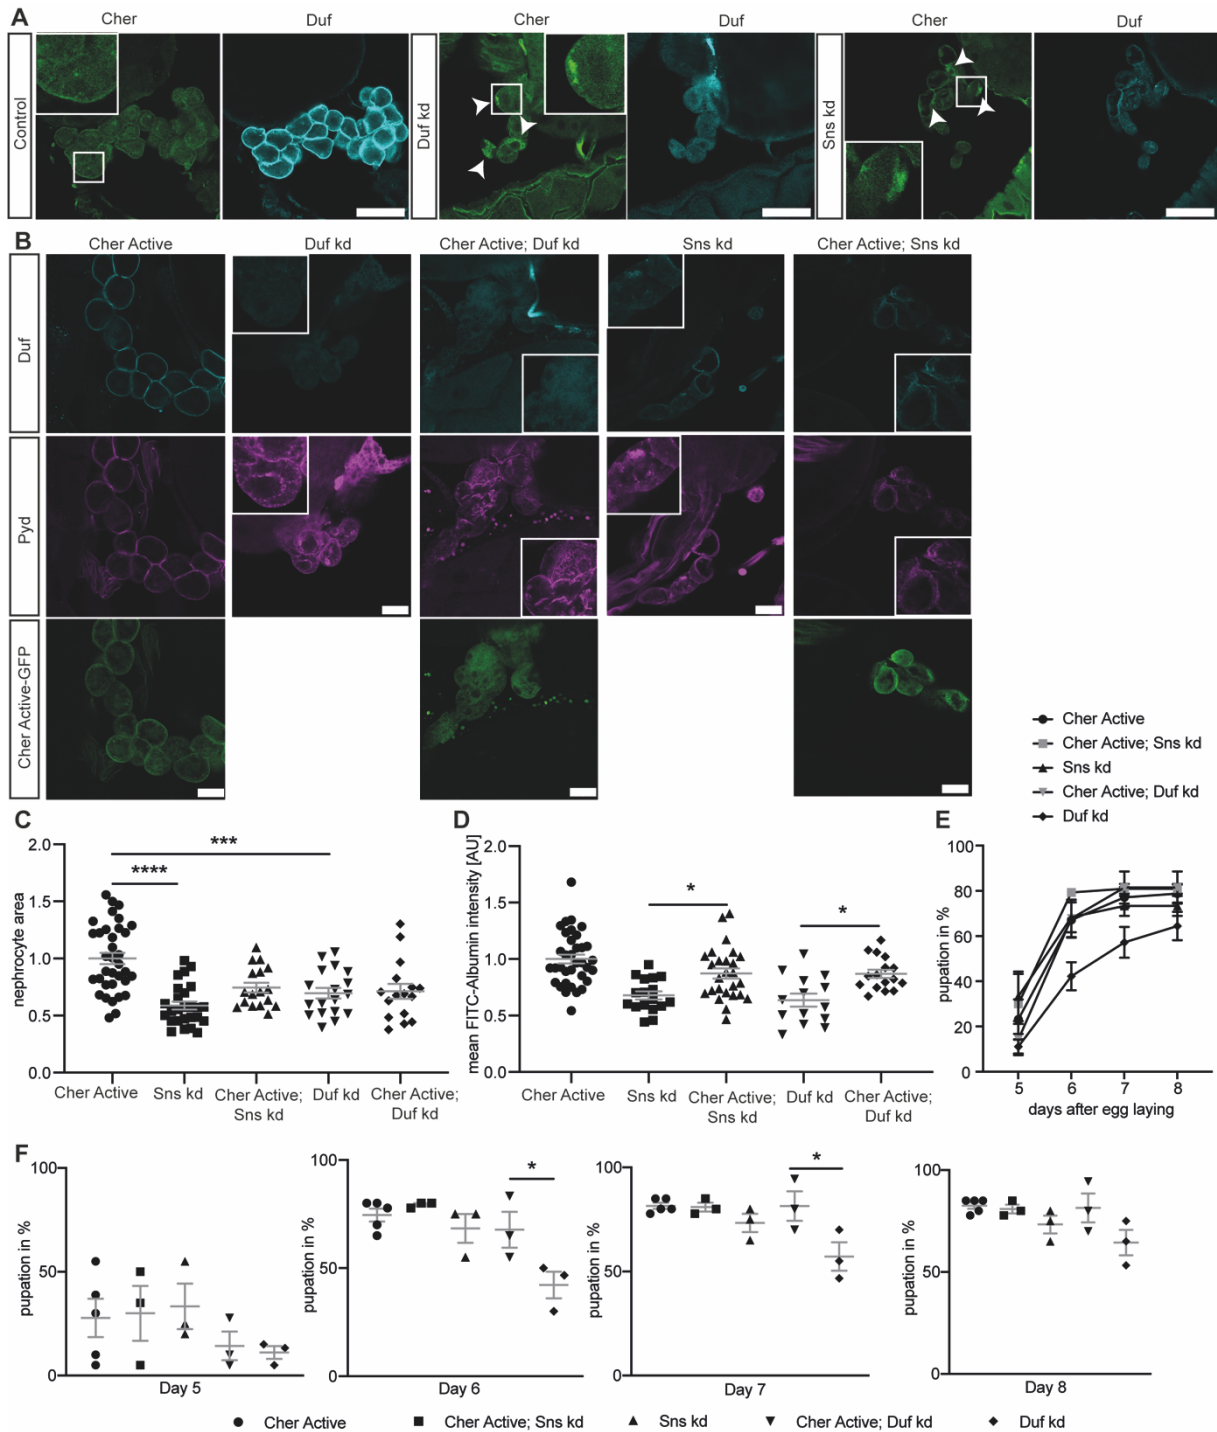 A
Cher
Duf
Cher
Duf
Cher
Duf
Control
Duf kd
Sns kd
B
Cher Active
Duf kd
Cher Active; Duf kd
Sns kd
Cher Active; Sns kd
Duf
Pyd
Cher Active-GFP
Cher Active
Cher Active; Sns kd
Sns kd
Cher Active; Duf kd
Duf kd
C
nephrocyte area
2.0
1.5
1.0
0.5
0.0
***
****
Cher Active
Sns kd
Cher Active;
Sns kd
Duf kd
Cher Active;
Duf kd
D
mean FITC-Albumin intensity [AU]
2.0
1.5
1.0
0.5
0.0
*
*
Cher Active
Sns kd
Cher Active;
Sns kd
Duf kd
Cher Active;
Duf kd
E
pupation in %
100
80
60
40
20
0
5 6 7 8
days after egg laying
F
pupation in %
100
50
0
Day 5
pupation in %
100
50
0
*
Day 6
pupation in %
100
50
0
*
Day 7
pupation in %
100
50
0
Day 8
Cher Active
Cher Active; Sns kd
Sns kd
Cher Active; Duf kd
Duf kd